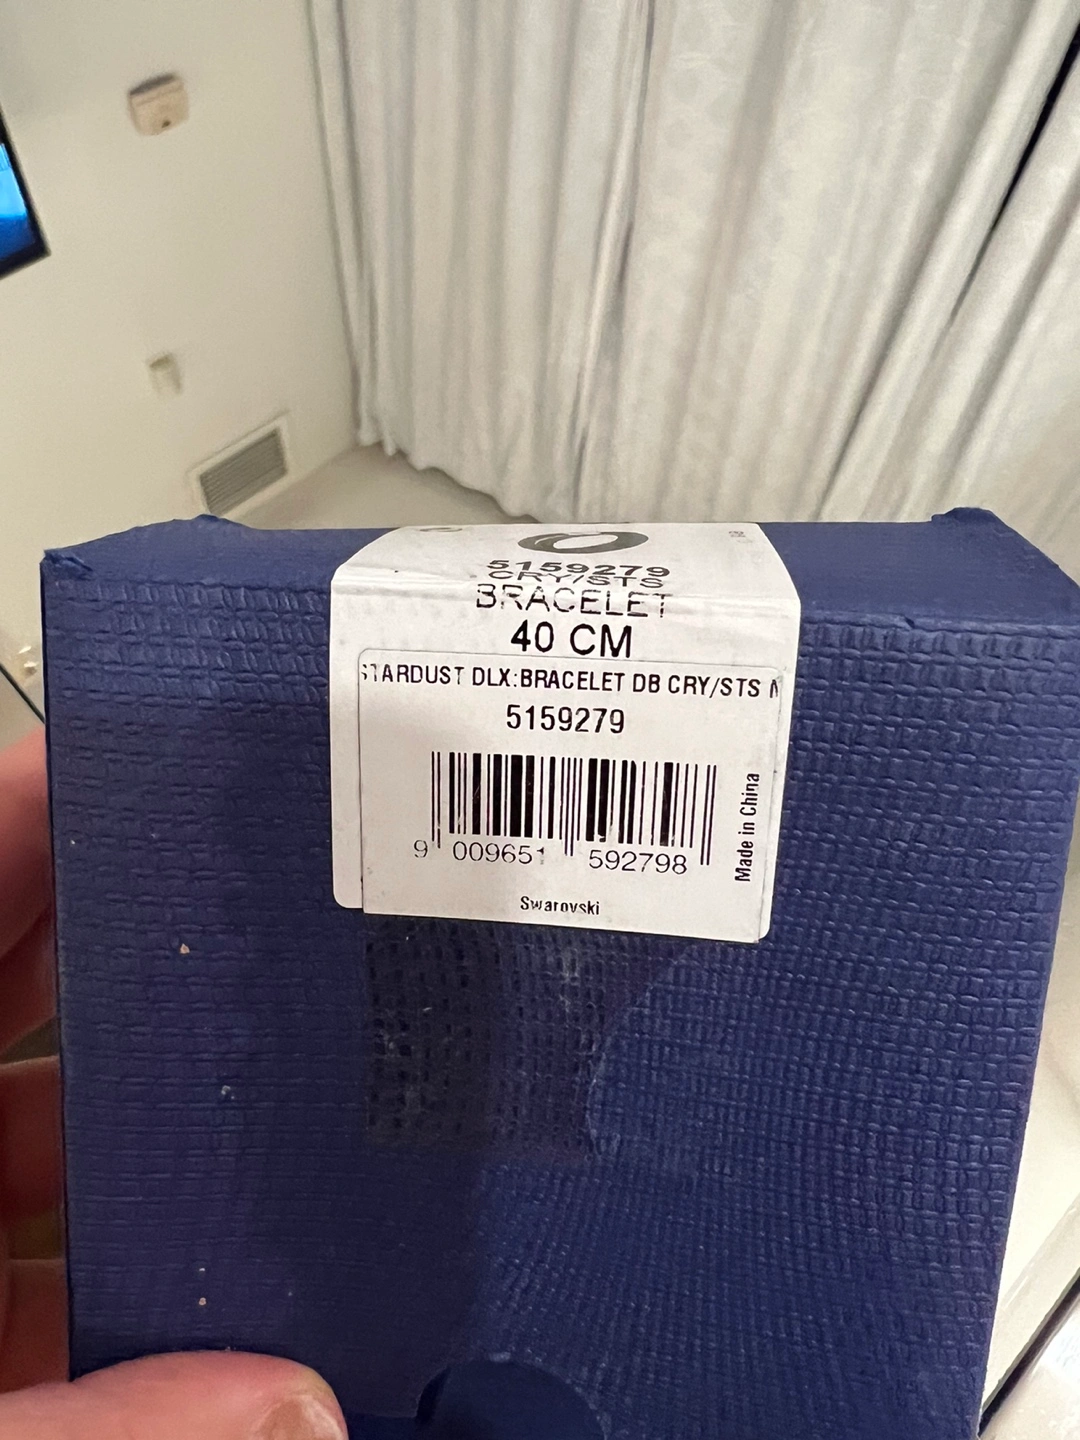 5159279
CRY/STS
BRACELET
40 CM
STARDUST DLX:BRACELET DB CRY/STS
5159279
9 009651 592798
Made in China
Swarovski